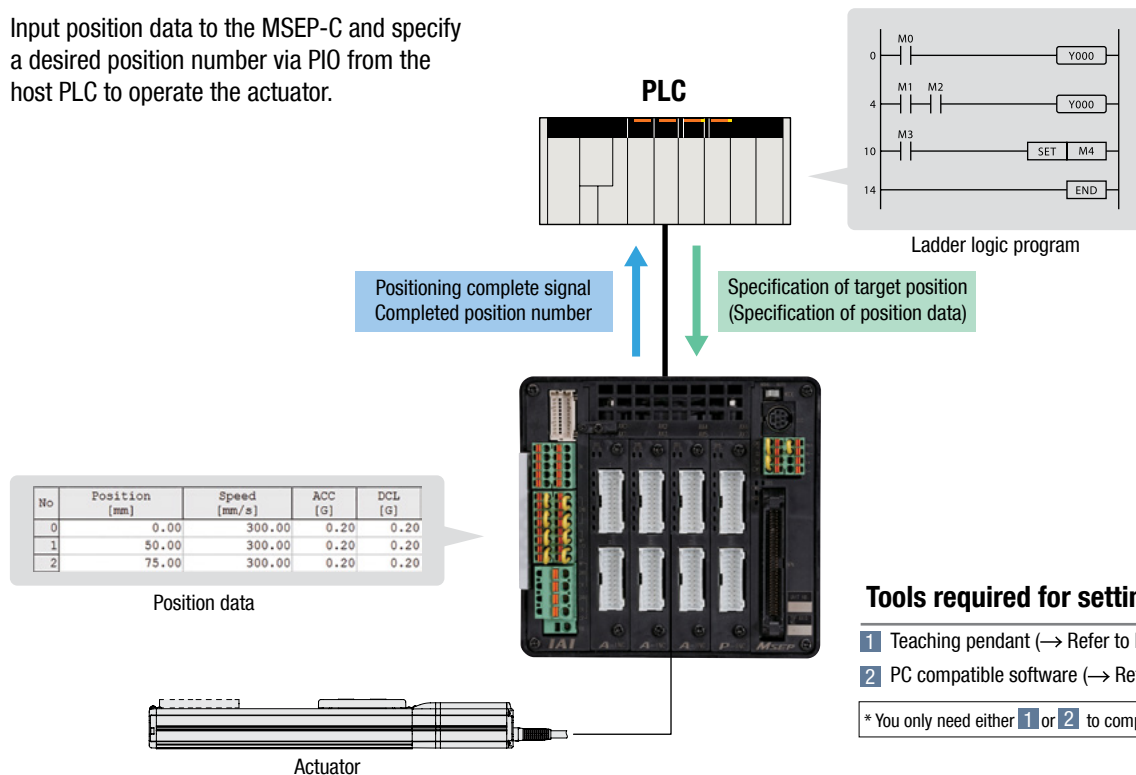 Input position data to the MSEP-C and specify
a desired position number via PIO from the
host PLC to operate the actuator.
PLC
M0
0
Y000
M1 M2
4
Y000
M3
10
SET M4
14
END
Ladder logic program
Positioning complete signal
Completed position number
Specification of target position
(Specification of position data)
No Position [mm] Speed [mm/s] ACC [G] DCL [G]
0 0.00 300.00 0.20 0.20
1 50.00 300.00 0.20 0.20
2 75.00 300.00 0.20 0.20
Position data
IAI
MSEP
Tools required for settin
1 Teaching pendant (→ Refer to
2 PC compatible software (→ Re
* You only need either 1 or 2 to comp
Actuator